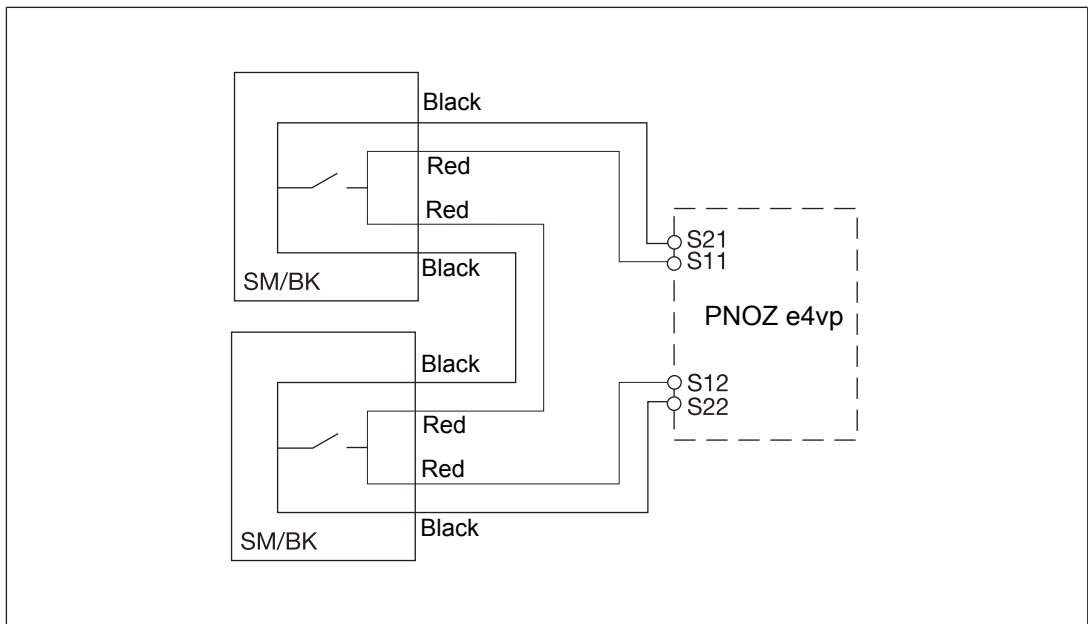 Black
Red
Red
Black
SM/BK
S21
S11
PNOZ e4vp
S12
S22
Black
Red
Red
Black
SM/BK